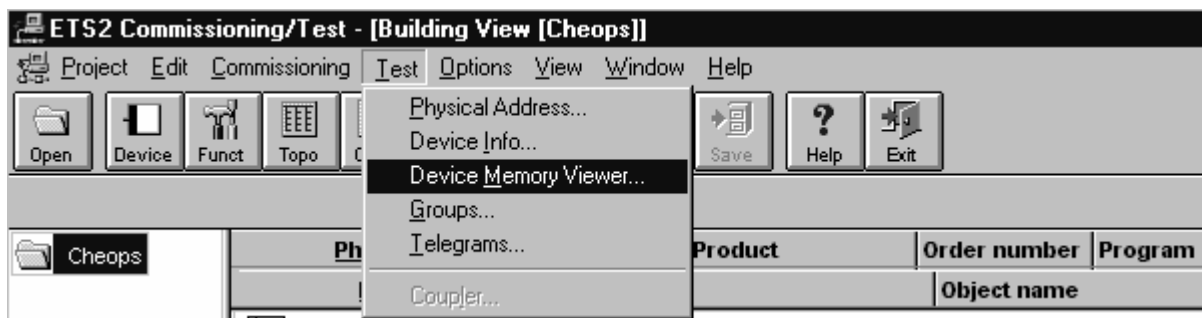 ETS2 Commissioning/Test - [Building View [Cheops]]
Project Edit Commissioning Test Options View Window Help
Physical Address...
Device Info...
Device Memory Viewer...
Groups...
Telegrams...
Coupler...
Open Device Funct Topo Save Help Exit
Cheops
Ph Product Order number Program
Object name